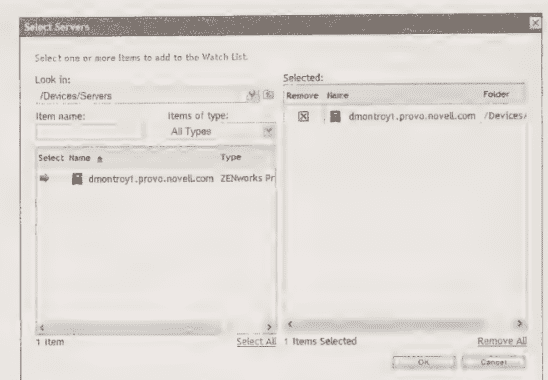 Select Servers
Select one or more items to add to the Watch List.
Look in:
/Devices/Servers
Item name:
Items of type:
All Types
Select Name Type
dmontroy1.provo.novell.com ZENworks Pr
1 item
Select All
Selected:
Remove Name Folder
dmontroy1.provo.novell.com /Devices/
1 Items Selected
Remove All
OK
Cancel